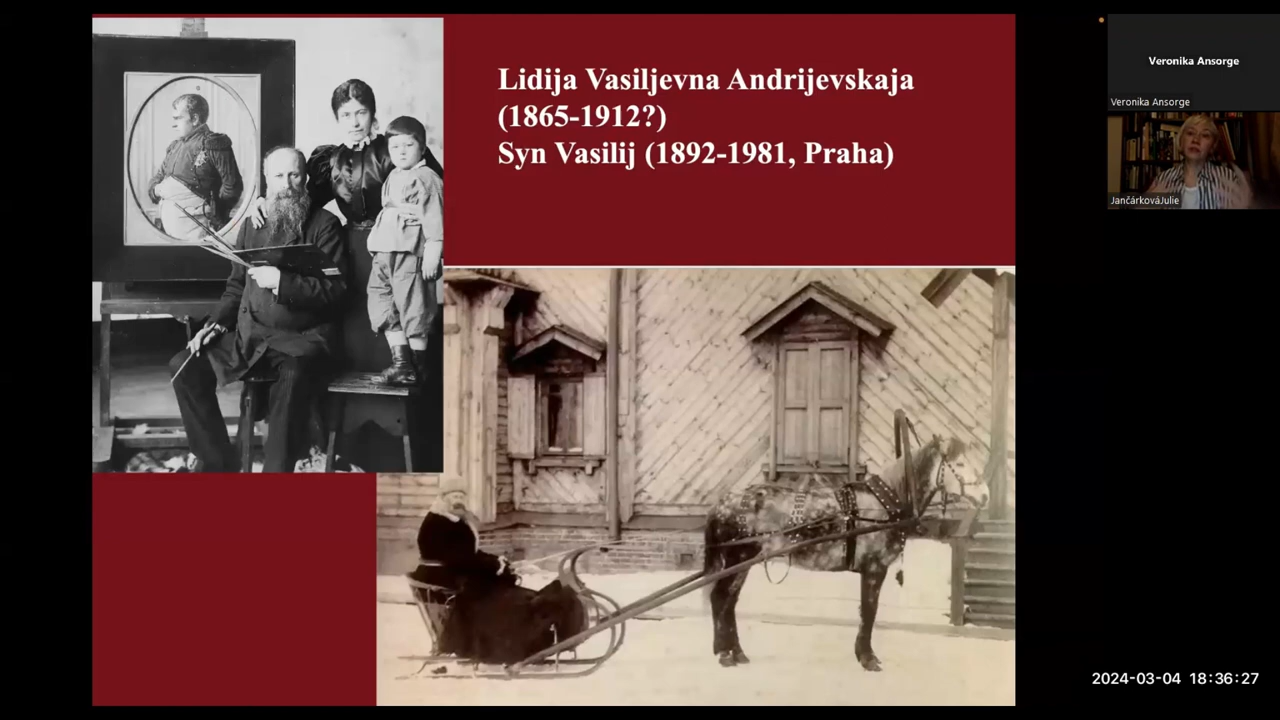 Lidija Vasiljevna Andrijevskaja
(1865-1912?)
Syn Vasilij (1892-1981, Praha)
Veronika Ansorge
Veronika Ansorge
JančárkováJulie
2024-03-04 18:36:27